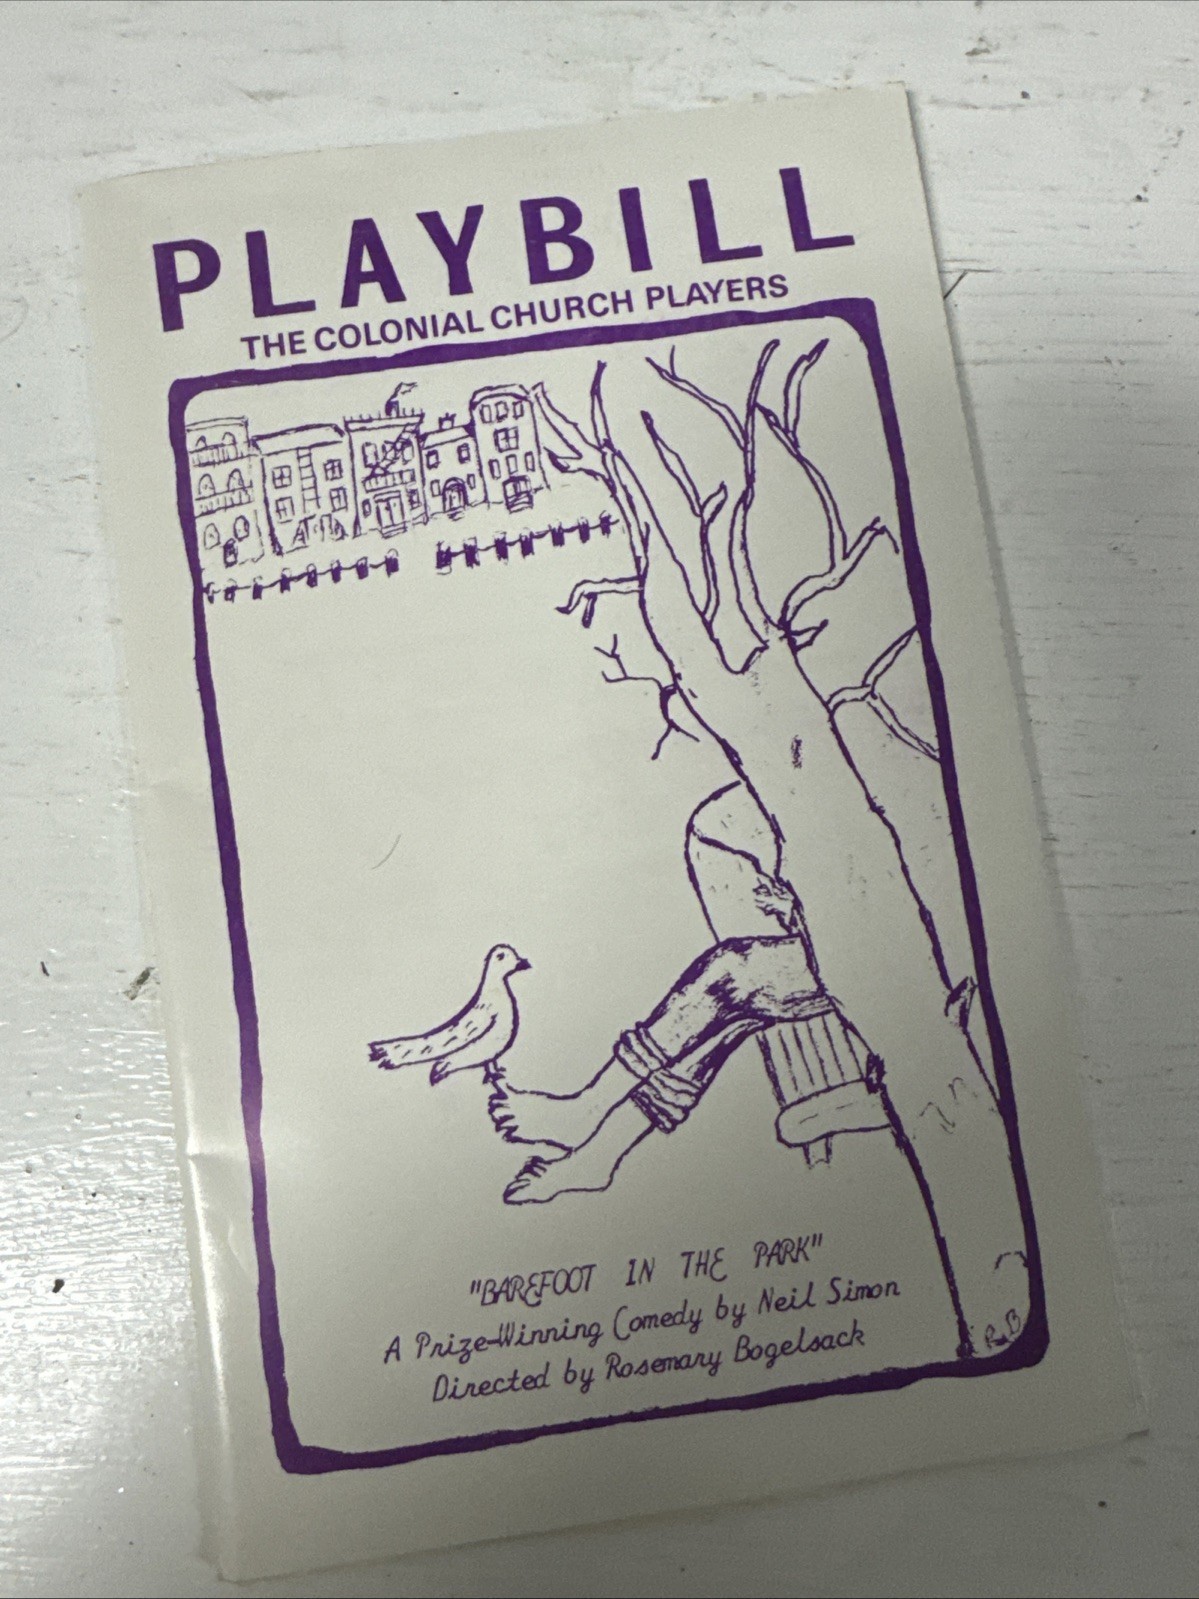 PLAYBILL
THE COLONIAL CHURCH PLAYERS
"BAREFOOT IN THE PARK"
A Prize-Winning Comedy by Neil Simon
Directed by Rosemary Bogelsack
RB